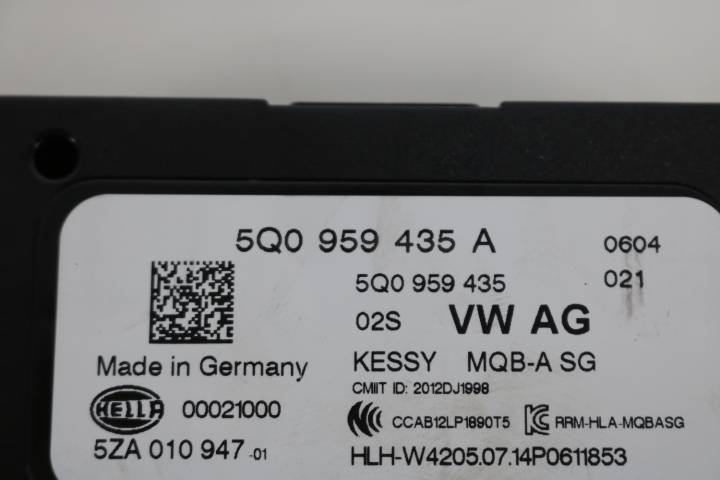 5Q0 959 435 A 0604
5Q0 959 435 021
02S VW AG
Made in Germany KESSY MQB-A SG
CMIIT ID: 2012DJ1998
HELLA 00021000 CCAB12LP1890T5 RRM-HLA-MQBASG
5ZA 010 947 -01 HLH-W4205.07.14P0611853